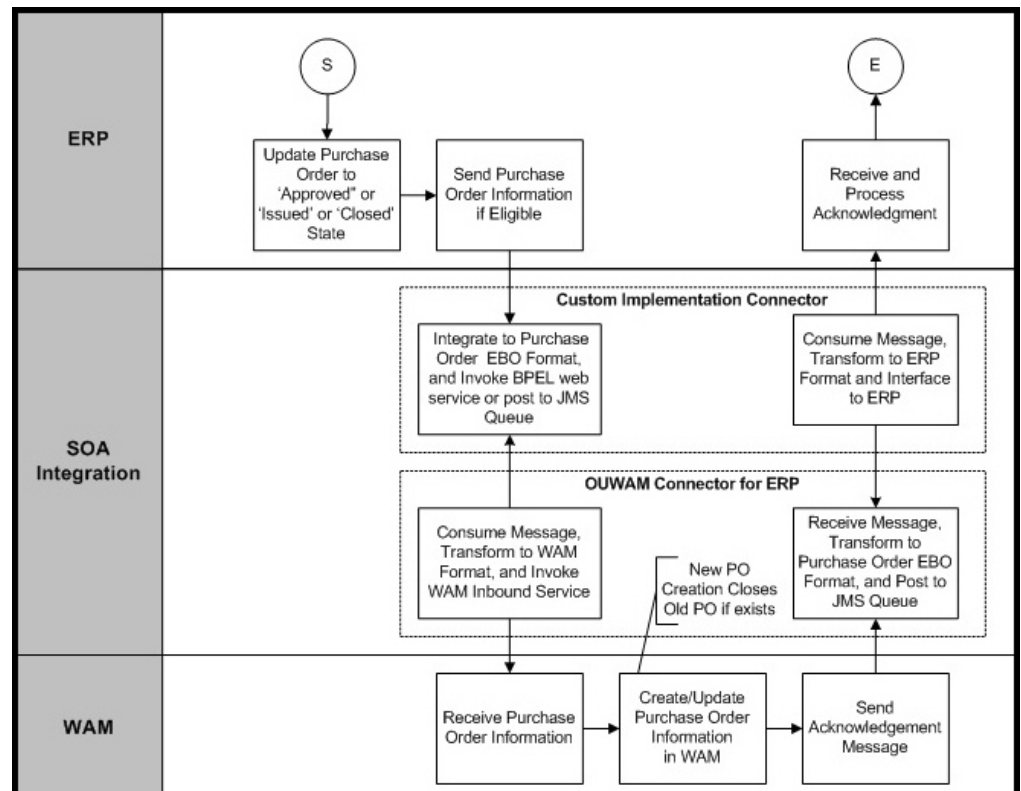 ERP
S
E
Update Purchase
Order to
‘Approved" or
‘Issued’ or ‘Closed’
State
Send Purchase
Order Information
if Eligible
Receive and
Process
Acknowledgment
SOA
Integration
Custom Implementation Connector
Integrate to Purchase
Order EBO Format,
and Invoke BPEL web
service or post to JMS
Queue
Consume Message,
Transform to ERP
Format and Interface
to ERP
OUWAM Connector for ERP
Consume Message,
Transform to WAM
Format, and Invoke
WAM Inbound Service
New PO
Creation Closes
Old PO if exists
Receive Message,
Transform to
Purchase Order EBO
Format, and Post to
JMS Queue
WAM
Receive Purchase
Order Information
Create/Update
Purchase Order
Information
in WAM
Send
Acknowledgement
Message